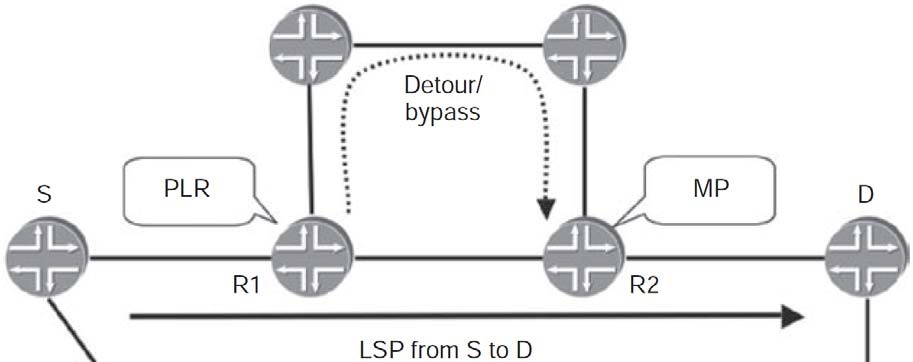 Detour/
bypass
PLR
MP
S
D
R1
R2
LSP from S to D